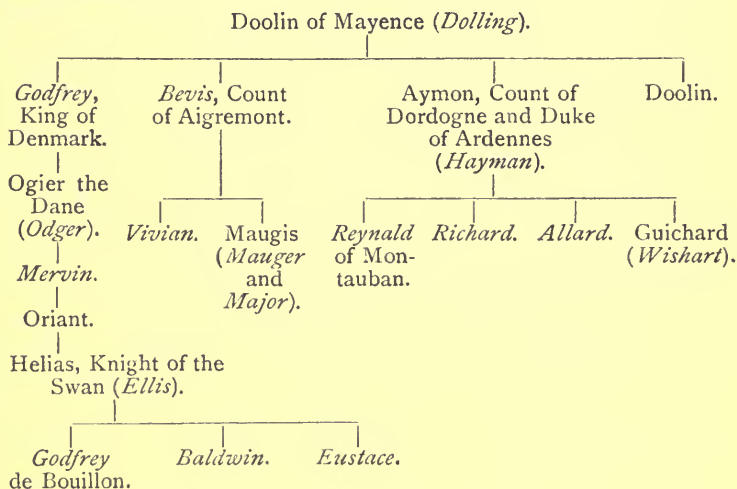 Doolin of Mayence (Dolling).
Godfrey,
King of
Denmark.
Bevis, Count
of Aigremont.
Aymon, Count of
Dordogne and Duke
of Ardennes
(Hayman).
Doolin.
Ogier the
Dane
(Odger).
Vivian.
Maugis
(Mauger
and
Major).
Reynald
of Mon-
tauban.
Richard.
Allard.
Guichard
(Wishart).
Mervin.
Oriant.
Helias, Knight of the
Swan (Ellis).
Godfrey
de Bouillon.
Baldwin.
Eustace.